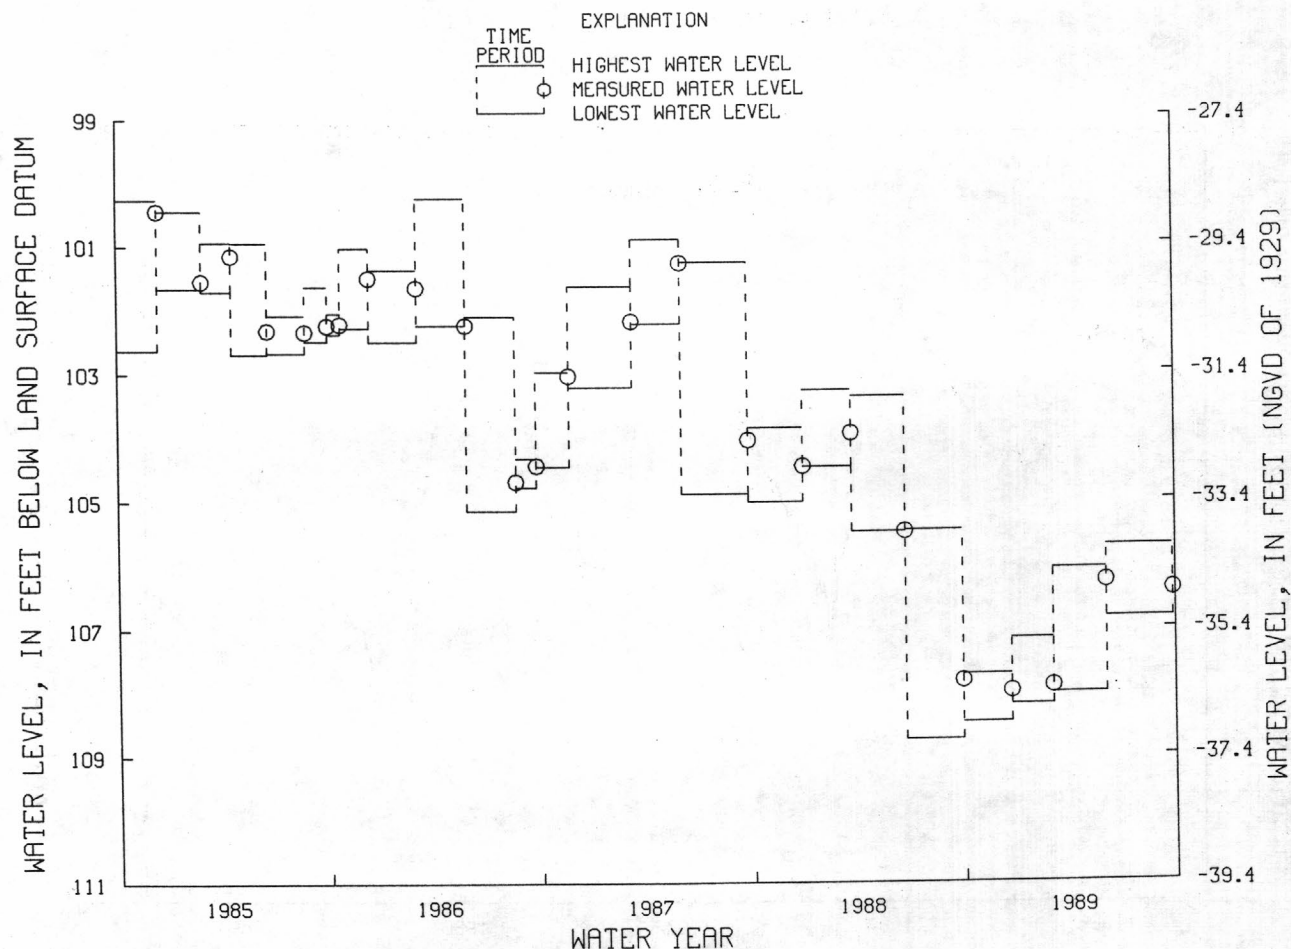 EXPLANATION
TIME
PERIOD
HIGHEST WATER LEVEL
MEASURED WATER LEVEL
LOWEST WATER LEVEL
WATER LEVEL, IN FEET BELOW LAND SURFACE DATUM
99
101
103
105
107
109
111
-27.4
-29.4
-31.4
-33.4
-35.4
-37.4
-39.4
WATER LEVEL, IN FEET (NGVD OF 1929)
1985
1986
1987
1988
1989
WATER YEAR